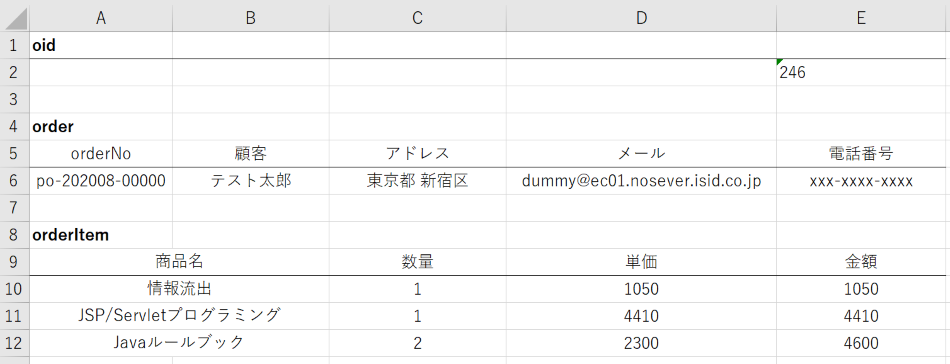 A B C D E
1 oid
2 246
3
4 order
5 orderNo 顧客 アドレス メール 電話番号
6 po-202008-00000 テスト太郎 東京都 新宿区 dummy@ec01.nosever.isid.co.jp xxx-xxxx-xxxx
7
8 orderItem
9 商品名 数量 単価 金額
10 情報流出 1 1050 1050
11 JSP/Servletプログラミング 1 4410 4410
12 Javaルールブック 2 2300 4600